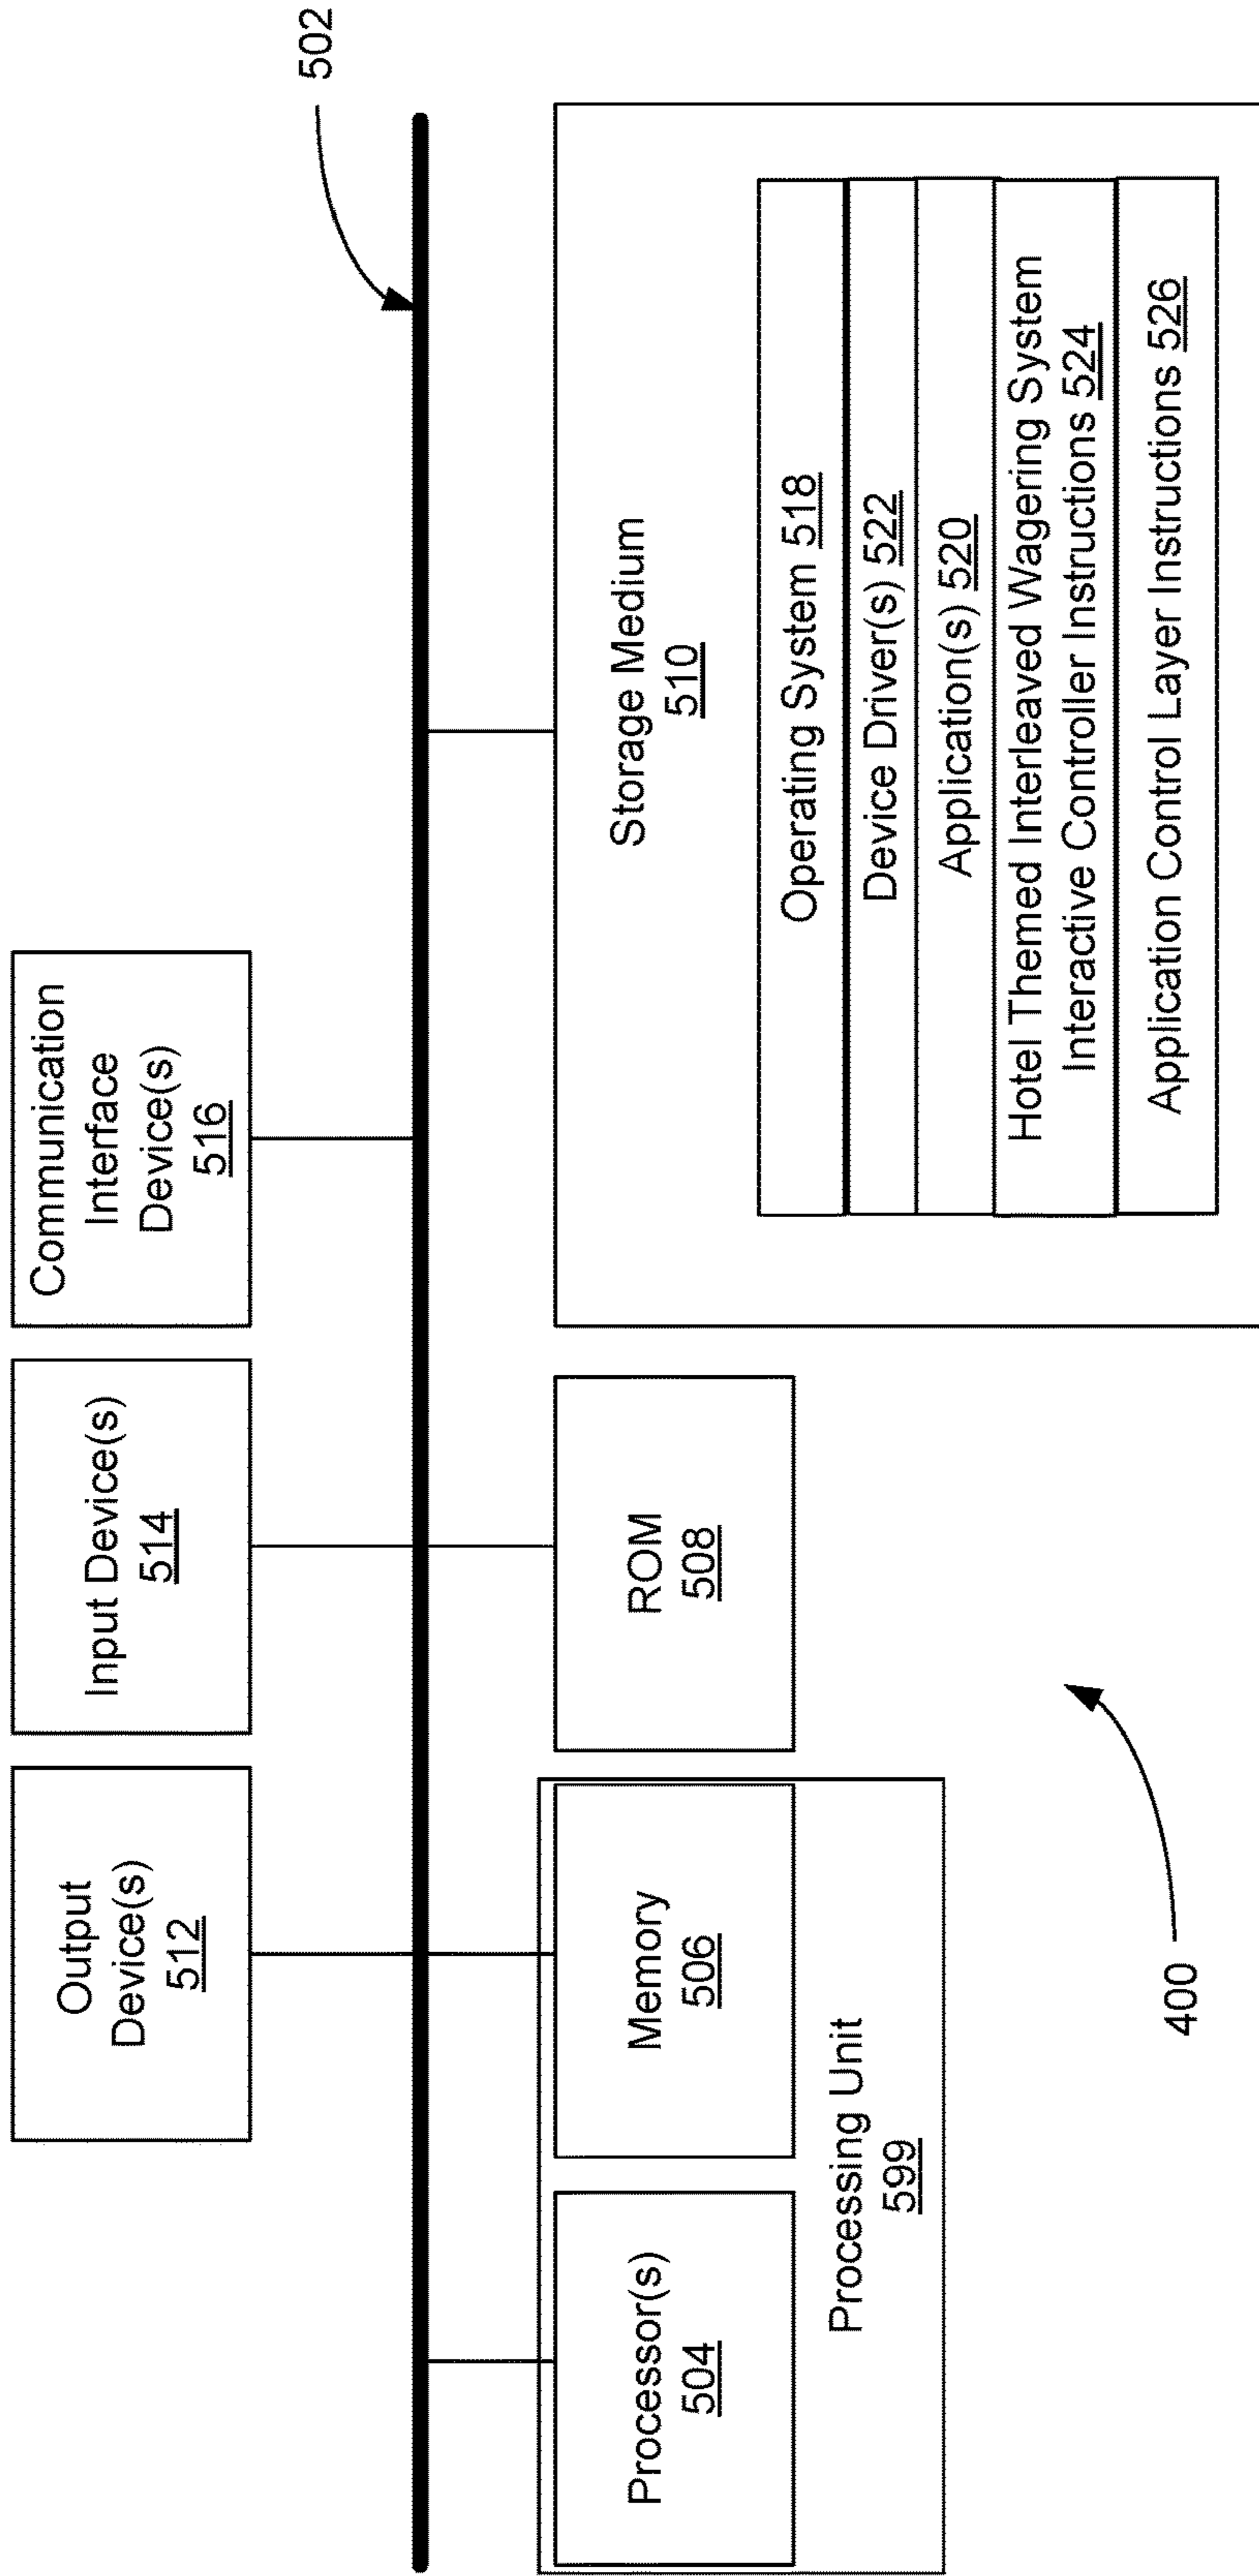 502
Output
Device(s)
512
Input Device(s)
514
Communication
Interface
Device(s)
516
Processor(s)
504
Memory
506
Processing Unit
599
ROM
508
Storage Medium
510
Operating System 518
Device Driver(s) 522
Application(s) 520
Hotel Themed Interleaved Wagering System
Interactive Controller Instructions 524
Application Control Layer Instructions 526
400